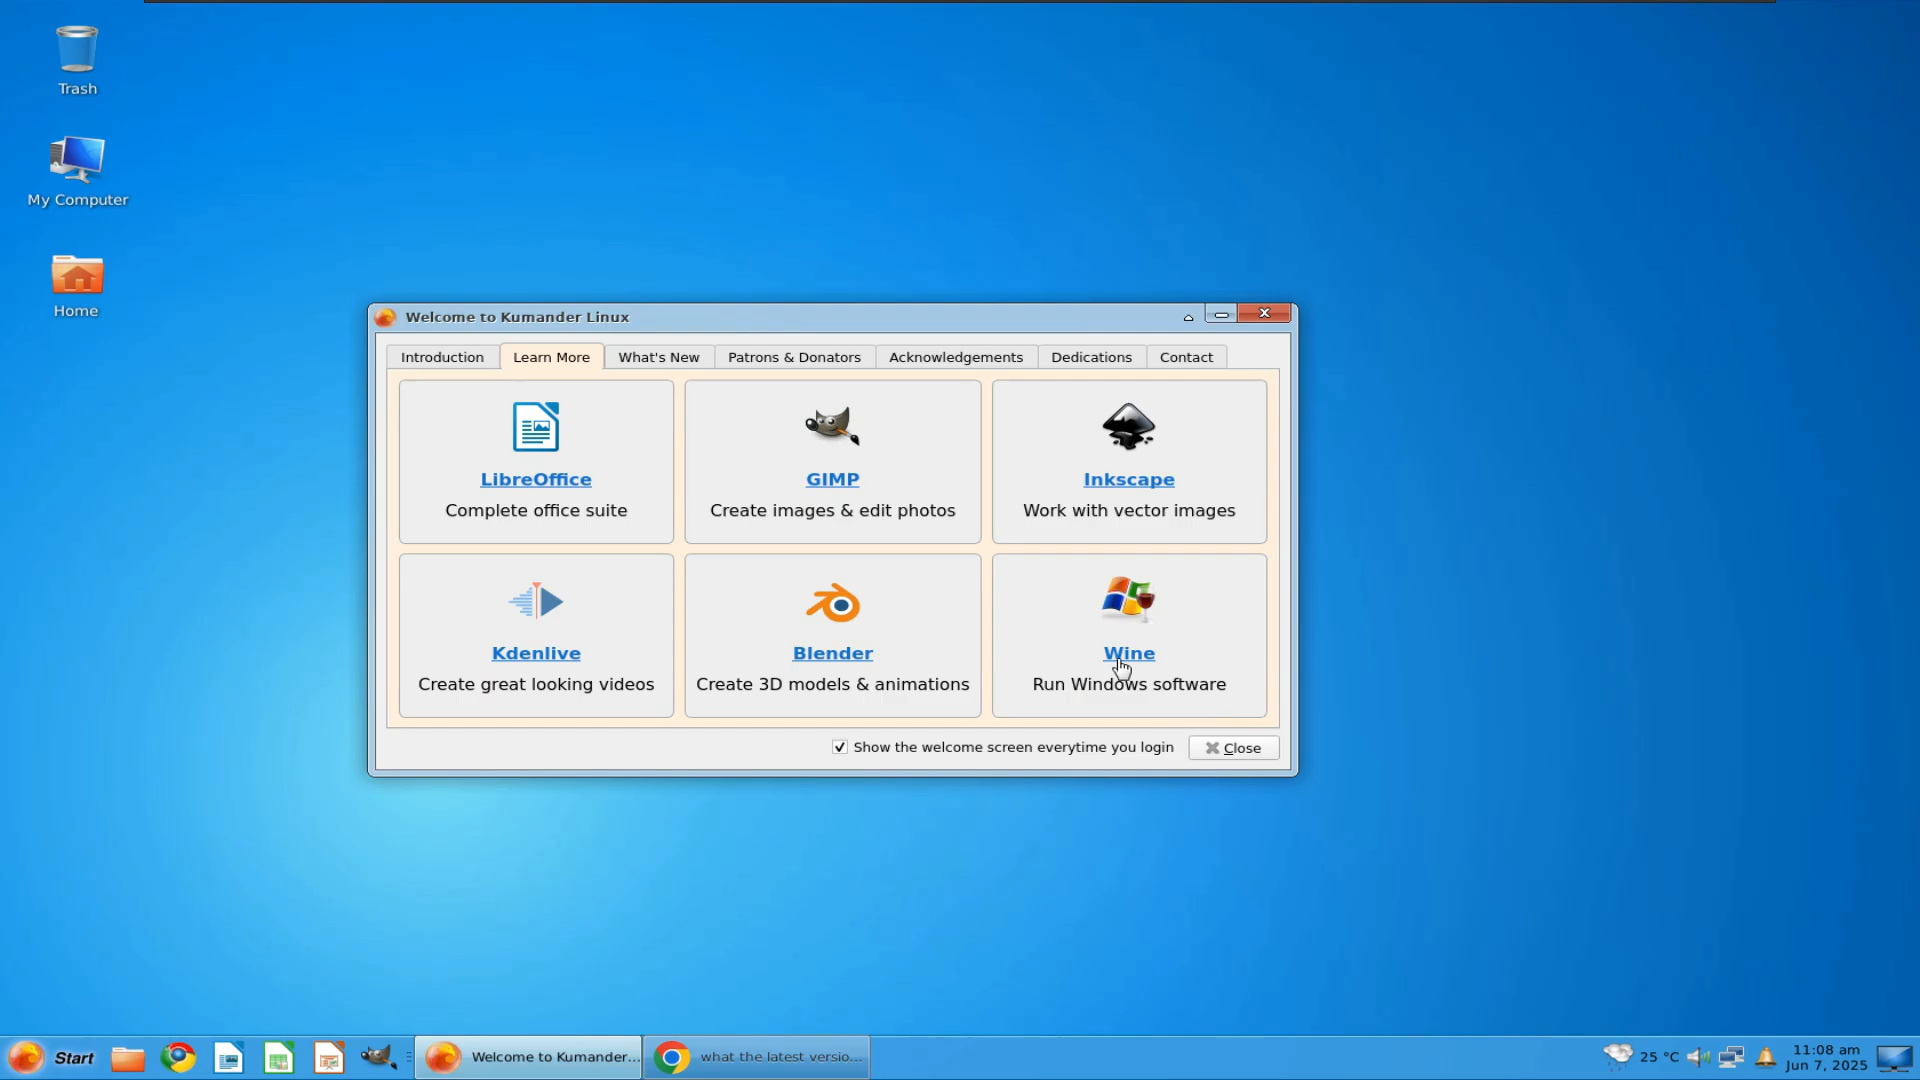 Trash
My Computer
Home
Welcome to Kumander Linux
Introduction
Learn More
What's New
Patrons & Donators
Acknowledgements
Dedications
Contact
LibreOffice
Complete office suite
GIMP
Create images & edit photos
Inkscape
Work with vector images
Kdenlive
Create great looking videos
Blender
Create 3D models & animations
Wine
Run Windows software
Show the welcome screen everytime you login
Close
Start
Welcome to Kumander...
what the latest versio...
25 °C
11:08 am
Jun 7, 2025